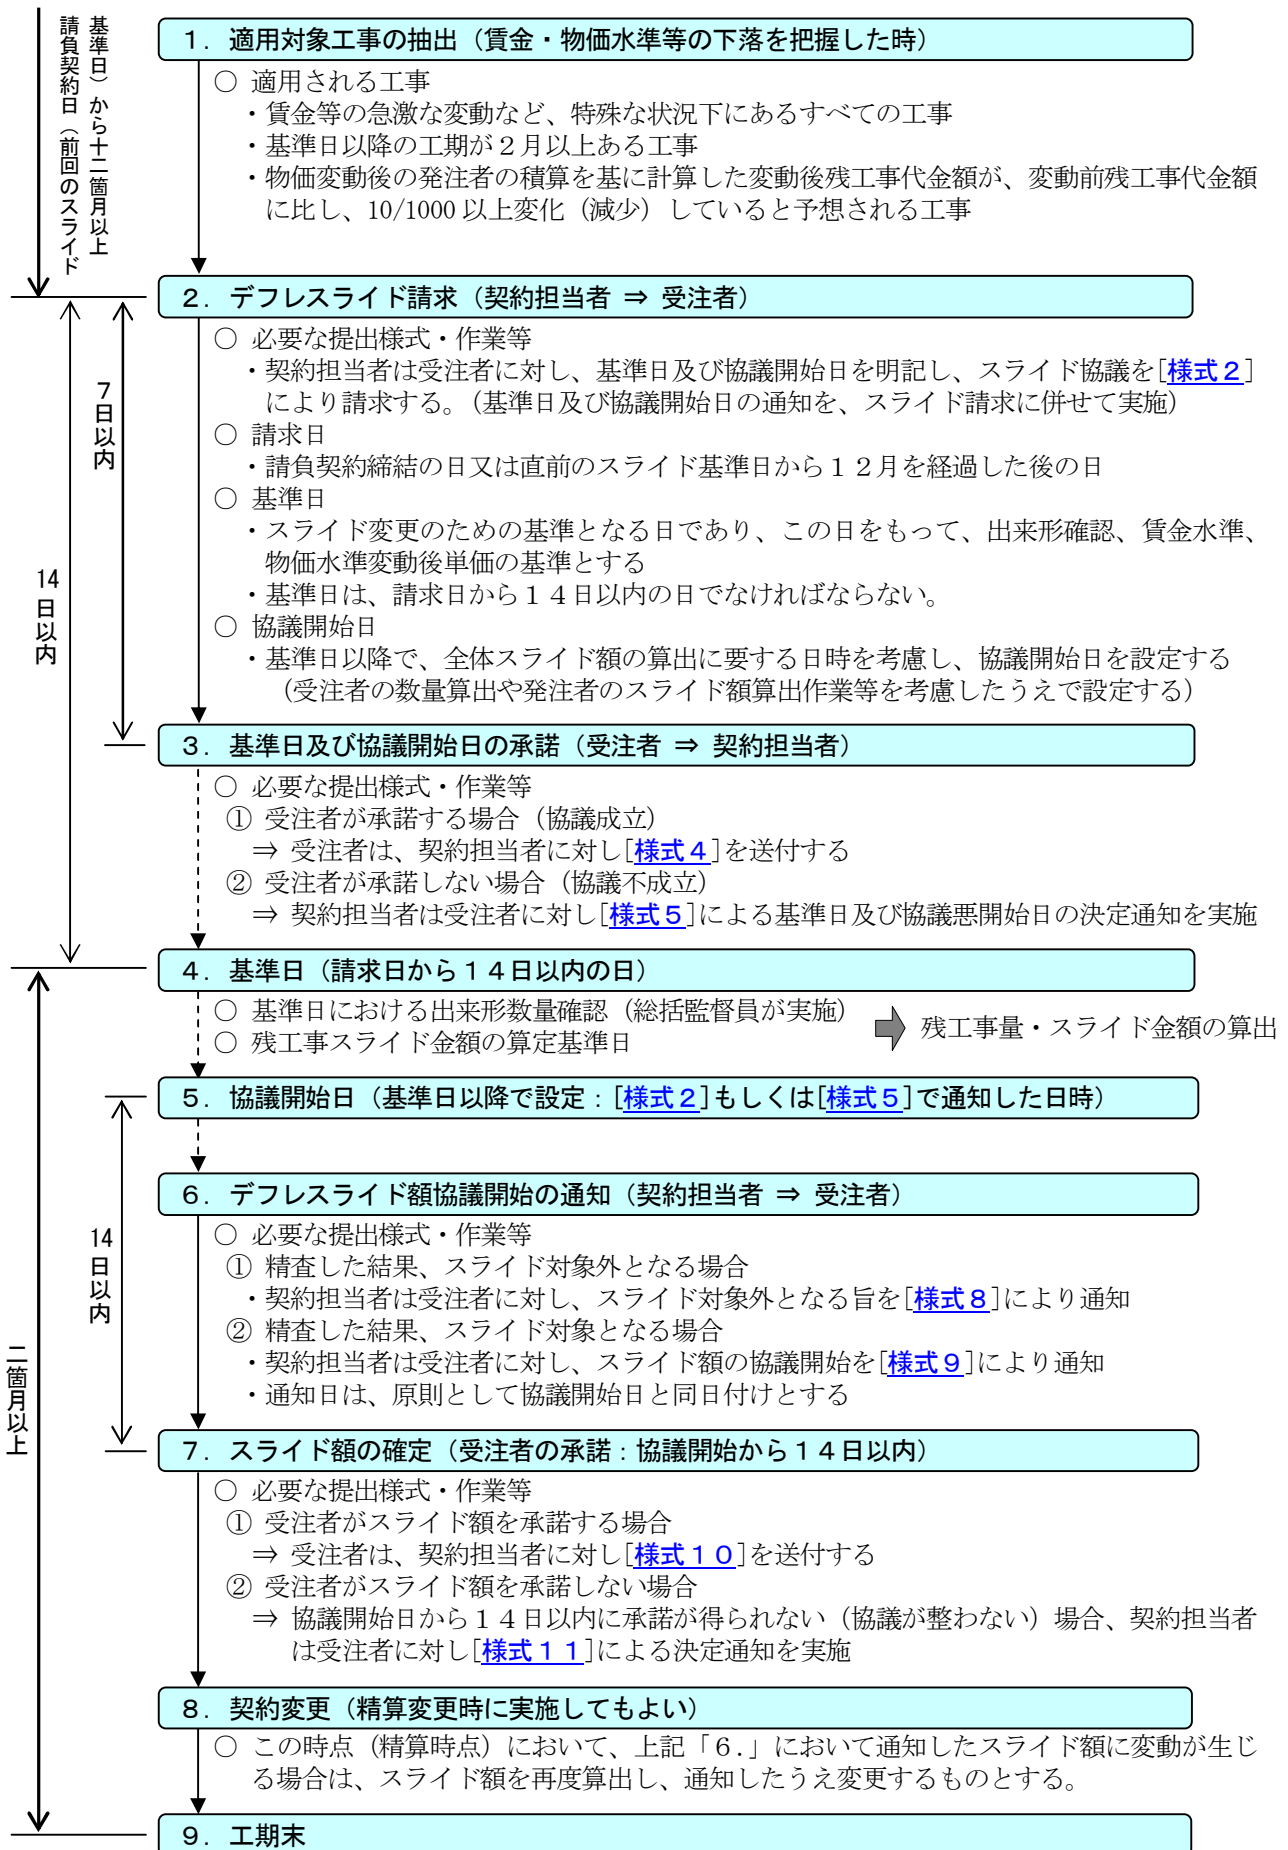 請負契約日（前回のスライド
基準日）から十二箇月以上
１．適用対象工事の抽出（賃金・物価水準等の下落を把握した時）
○ 適用される工事
・賃金等の急激な変動など、特殊な状況下にあるすべての工事
・基準日以降の工期が２月以上ある工事
・物価変動後の発注者の積算を基に計算した変動後残工事代金額が、変動前残工事代金額
に比し、10/1000 以上変化（減少）していると予想される工事
２．デフレスライド請求（契約担当者 ⇒ 受注者）
○ 必要な提出様式・作業等
・契約担当者は受注者に対し、基準日及び協議開始日を明記し、スライド協議を[様式２]
により請求する。（基準日及び協議開始日の通知を、スライド請求に併せて実施）
○ 請求日
・請負契約締結の日又は直前のスライド基準日から１２月を経過した後の日
○ 基準日
・スライド変更のための基準となる日であり、この日をもって、出来形確認、賃金水準、
物価水準変動後単価の基準とする
・基準日は、請求日から１４日以内の日でなければならない。
○ 協議開始日
・基準日以降で、全体スライド額の算出に要する日時を考慮し、協議開始日を設定する
（受注者の数量算出や発注者のスライド額算出作業等を考慮したうえで設定する）
7日以内
14日以内
３．基準日及び協議開始日の承諾（受注者 ⇒ 契約担当者）
○ 必要な提出様式・作業等
① 受注者が承諾する場合（協議成立）
⇒ 受注者は、契約担当者に対し[様式４]を送付する
② 受注者が承諾しない場合（協議不成立）
⇒ 契約担当者は受注者に対し[様式５]による基準日及び協議悪開始日の決定通知を実施
４．基準日（請求日から１４日以内の日）
○ 基準日における出来形数量確認（総括監督員が実施）
○ 残工事スライド金額の算定基準日
残工事量・スライド金額の算出
５．協議開始日（基準日以降で設定：[様式２]もしくは[様式５]で通知した日時）
６．デフレスライド額協議開始の通知（契約担当者 ⇒ 受注者）
○ 必要な提出様式・作業等
① 精査した結果、スライド対象外となる場合
・契約担当者は受注者に対し、スライド対象外となる旨を[様式８]により通知
② 精査した結果、スライド対象となる場合
・契約担当者は受注者に対し、スライド額の協議開始を[様式９]により通知
・通知日は、原則として協議開始日と同日付けとする
14日以内
二箇月以上
７．スライド額の確定（受注者の承諾：協議開始から１４日以内）
○ 必要な提出様式・作業等
① 受注者がスライド額を承諾する場合
⇒ 受注者は、契約担当者に対し[様式１０]を送付する
② 受注者がスライド額を承諾しない場合
⇒ 協議開始日から１４日以内に承諾が得られない（協議が整わない）場合、契約担当者
は受注者に対し[様式１１]による決定通知を実施
８．契約変更（精算変更時に実施してもよい）
○ この時点（精算時点）において、上記「６.」において通知したスライド額に変動が生じ
る場合は、スライド額を再度算出し、通知したうえ変更するものとする。
９．工期末